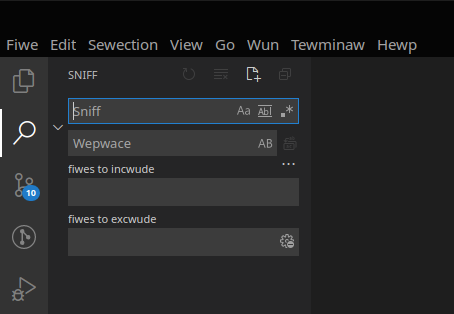 Fiwe Edit Sewection View Go Wun Tewminaw Hewp
SNIFF
Sniff Aa Abl .*
Wepwace AB
...
fiwes to incwude
10
fiwes to excwude